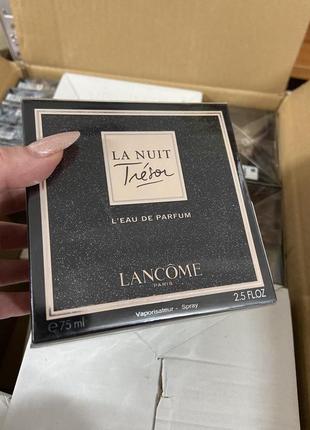 LA NUIT
Trésor
L'EAU DE PARFUM
LANCÔME
PARIS
Vaporisateur - Spray
℮ 75 ml
2.5 FL.OZ